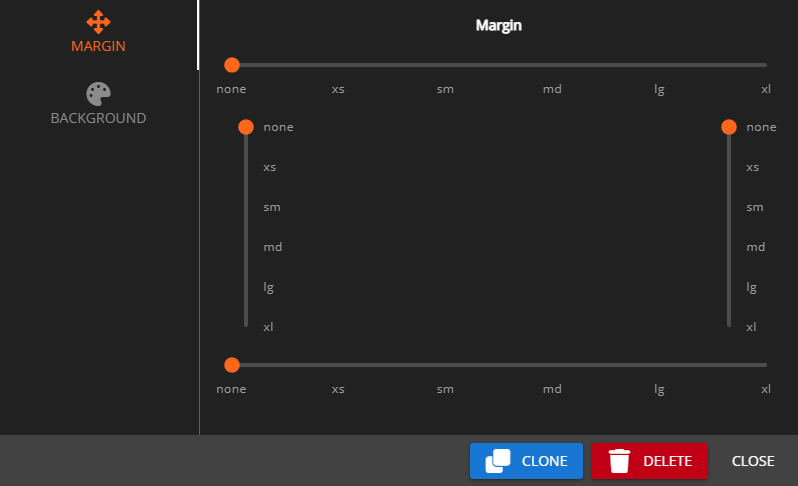 MARGIN
BACKGROUND
Margin
none xs sm md lg xl
none none
xs xs
sm sm
md md
lg lg
xl xl
none xs sm md lg xl
CLONE DELETE CLOSE